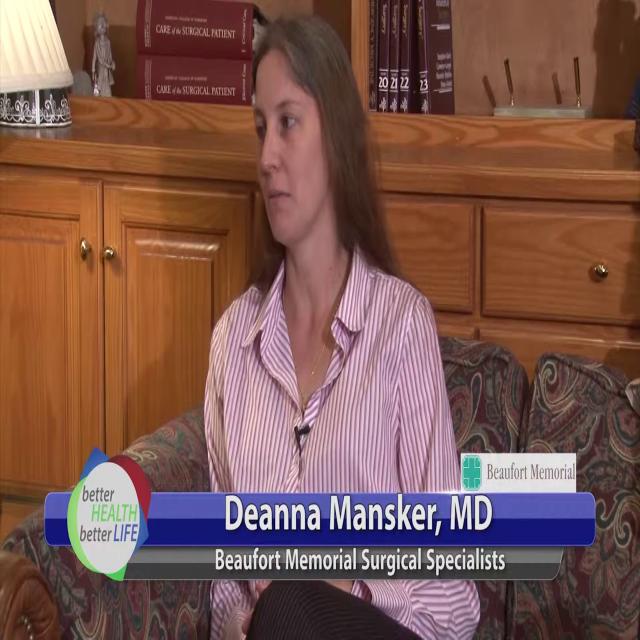 CARE of the SURGICAL PATIENT
CARE of the SURGICAL PATIENT
20 21 22 23
Beaufort Memorial
better
HEALTH
better LIFE
Deanna Mansker, MD
Beaufort Memorial Surgical Specialists